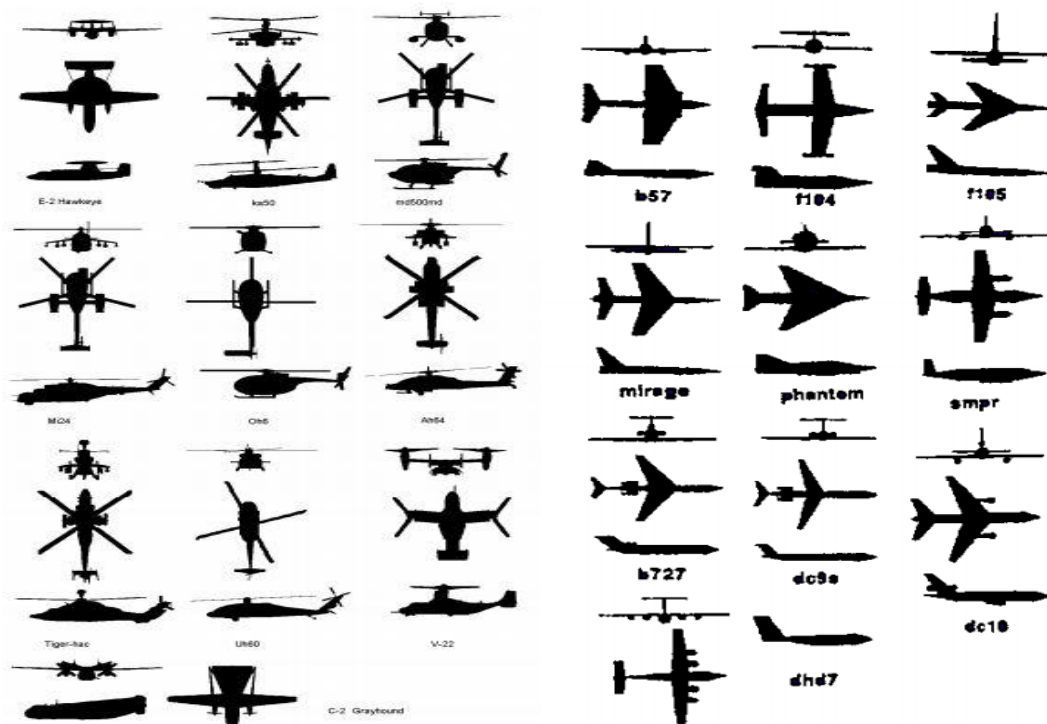 E-2 Hawkeye
ka50
md500md
Mi24
Oh6
Ah64
Tiger-hac
Uh60
V-22
C-2 Grayhound
b57
f104
f105
mirage
phantom
smpr
b727
dc9s
dc10
dhd7